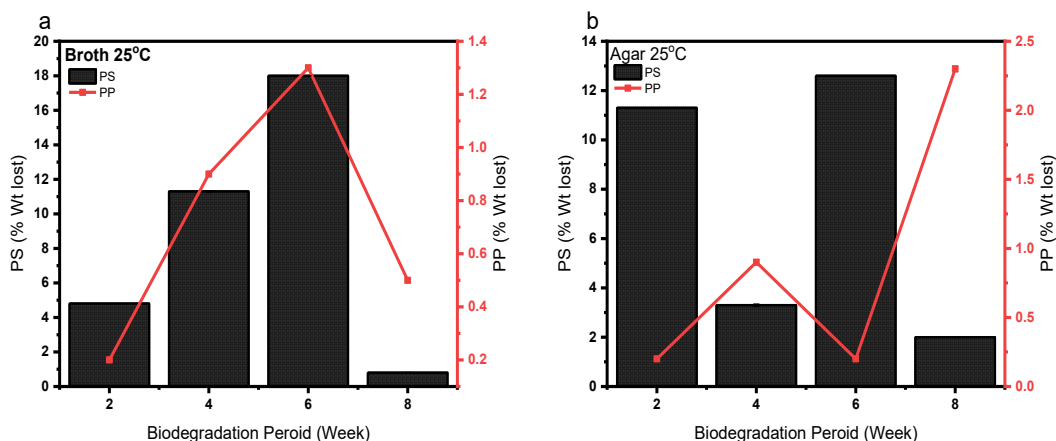 a
Broth 25°C
PS
PP
PS (% Wt lost)
20
18
16
14
12
10
8
6
4
2
0
PP (% Wt lost)
1.4
1.2
1.0
0.8
0.6
0.4
0.2
2 4 6 8
Biodegradation Peroid (Week)
b
Agar 25°C
PS
PP
PS (% Wt lost)
14
12
10
8
6
4
2
0
PP (% Wt lost)
2.5
2.0
1.5
1.0
0.5
0.0
2 4 6 8
Biodegradation Peroid (Week)